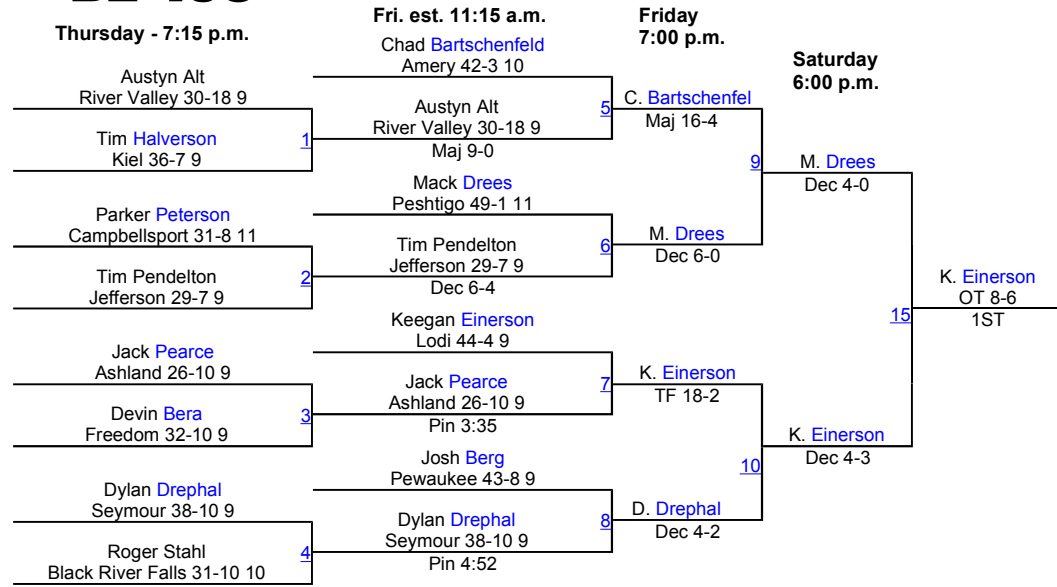 Thursday - 7:15 p.m.
Austyn Alt
River Valley 30-18 9
Tim Halverson
Kiel 36-7 9
1
Parker Peterson
Campbellsport 31-8 11
Tim Pendelton
Jefferson 29-7 9
2
Jack Pearce
Ashland 26-10 9
Devin Bera
Freedom 32-10 9
3
Dylan Drephal
Seymour 38-10 9
Roger Stahl
Black River Falls 31-10 10
4
Fri. est. 11:15 a.m.
Chad Bartschenfeld
Amery 42-3 10
Austyn Alt
River Valley 30-18 9
Maj 9-0
5
Mack Drees
Peshtigo 49-1 11
Tim Pendelton
Jefferson 29-7 9
Dec 6-4
6
Keegan Einerson
Lodi 44-4 9
Jack Pearce
Ashland 26-10 9
Pin 3:35
7
Josh Berg
Pewaukee 43-8 9
Dylan Drephal
Seymour 38-10 9
Pin 4:52
8
Friday
7:00 p.m.
C. Bartschenfel
Maj 16-4
9
M. Drees
Dec 6-0
K. Einerson
TF 18-2
10
D. Drephal
Dec 4-2
Saturday
6:00 p.m.
M. Drees
Dec 4-0
K. Einerson
Dec 4-3
15
K. Einerson
OT 8-6
1ST